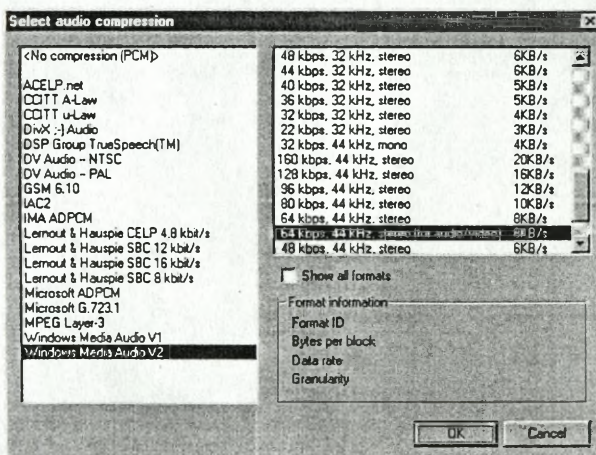 Select audio compression
<No compression (PCM)>
ACELP.net
CCITT A-Law
CCITT u-Law
DivX ;-) Audio
DSP Group TrueSpeech(TM)
DV Audio - NTSC
DV Audio - PAL
GSM 6.10
IAC2
IMA ADPCM
Lernout & Hauspie CELP 4.8 kbit/s
Lernout & Hauspie SBC 12 kbit/s
Lernout & Hauspie SBC 16 kbit/s
Lernout & Hauspie SBC 8 kbit/s
Microsoft ADPCM
Microsoft G.723.1
MPEG Layer-3
Windows Media Audio V1
Windows Media Audio V2
48 kbps, 32 kHz, stereo 6KB/s
44 kbps, 32 kHz, stereo 6KB/s
40 kbps, 32 kHz, stereo 5KB/s
36 kbps, 32 kHz, stereo 5KB/s
32 kbps, 32 kHz, stereo 4KB/s
22 kbps, 32 kHz, stereo 3KB/s
32 kbps, 44 kHz, mono 4KB/s
160 kbps, 44 kHz, stereo 20KB/s
128 kbps, 44 kHz, stereo 16KB/s
96 kbps, 44 kHz, stereo 12KB/s
80 kbps, 44 kHz, stereo 10KB/s
64 kbps, 44 kHz, stereo 8KB/s
64 kbps, 44 kHz, stereo (for audio/video) 8KB/s
48 kbps, 44 kHz, stereo 6KB/s
Show all formats
Format information
Format ID
Bytes per block
Data rate
Granularity
OK Cancel